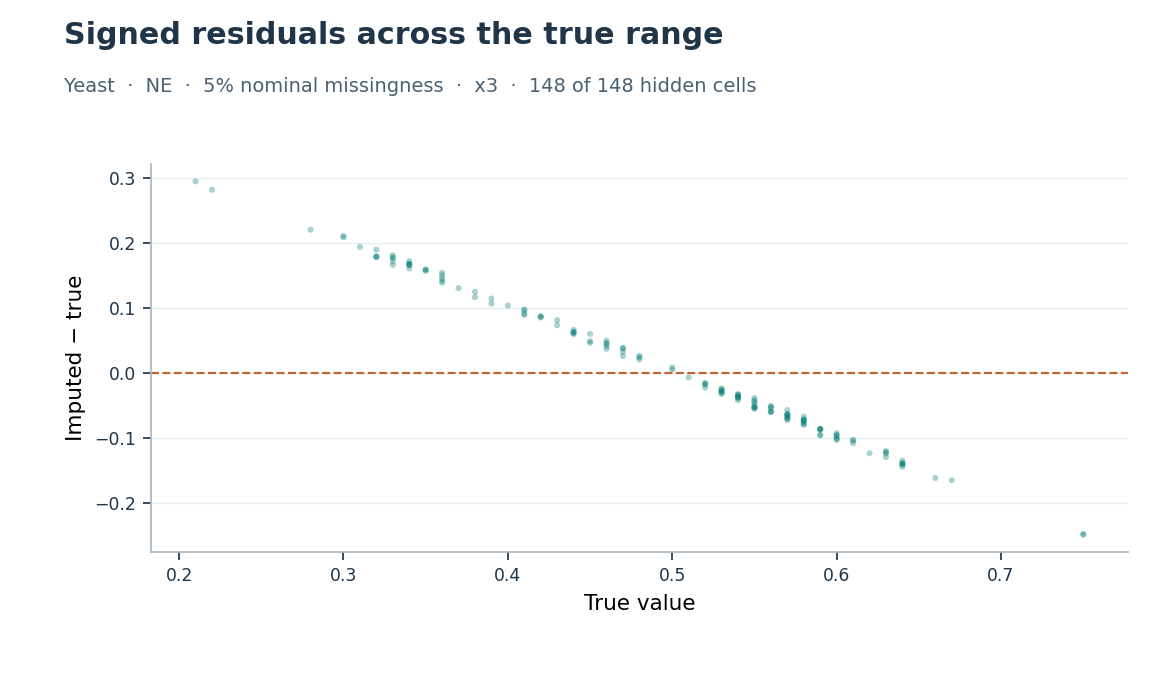 Signed residuals across the true range
Yeast · NE · 5% nominal missingness · x3 · 148 of 148 hidden cells
Imputed − true
0.3
0.2
0.1
0.0
−0.1
−0.2
0.2 0.3 0.4 0.5 0.6 0.7
True value